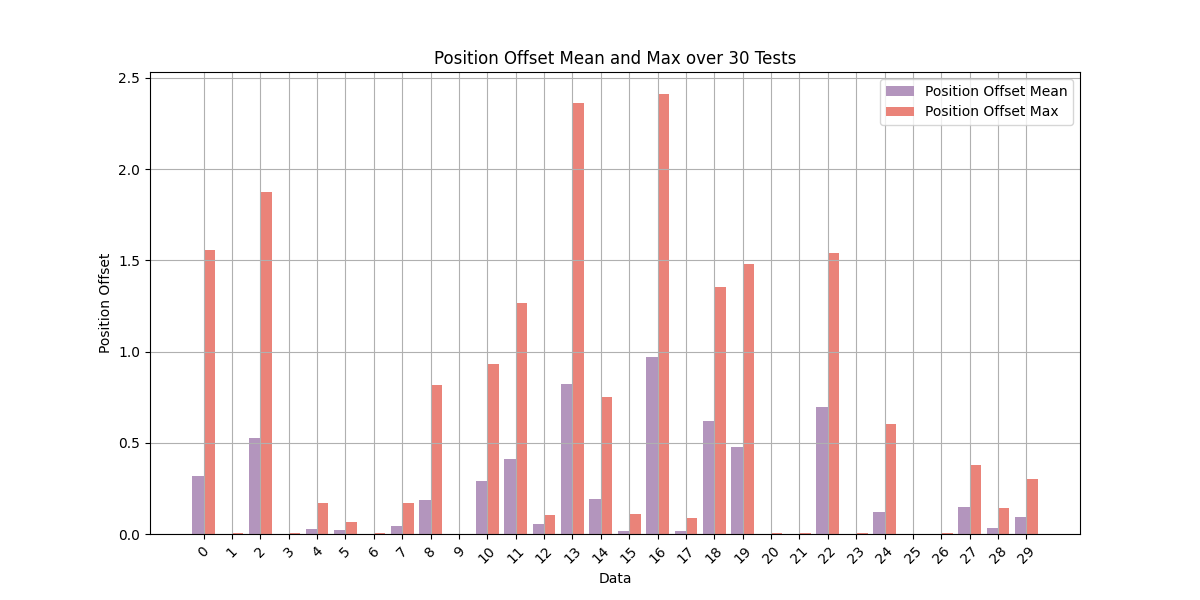 Position Offset Mean and Max over 30 Tests
Position Offset Mean
Position Offset Max
2.5
2.0
1.5
1.0
0.5
0.0
Position Offset
0 1 2 3 4 5 6 7 8 9 10 11 12 13 14 15 16 17 18 19 20 21 22 23 24 25 26 27 28 29
Data